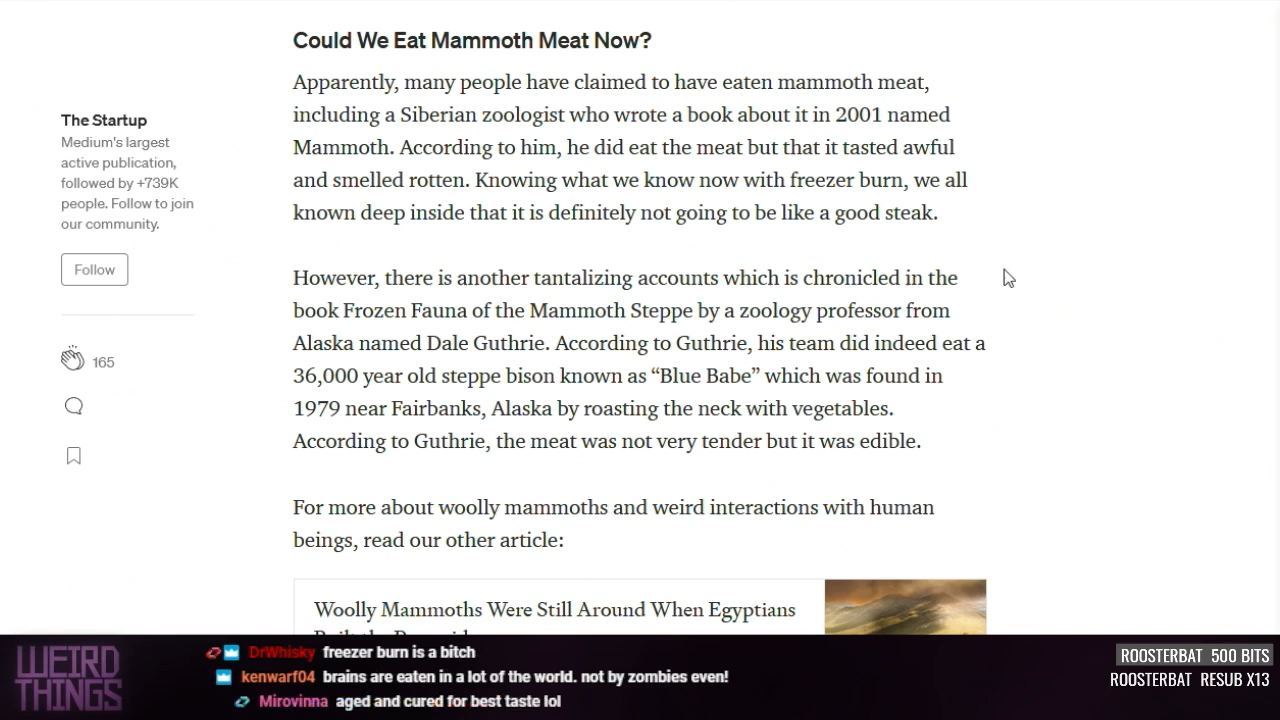 Could We Eat Mammoth Meat Now?
Apparently, many people have claimed to have eaten mammoth meat,
including a Siberian zoologist who wrote a book about it in 2001 named
Mammoth. According to him, he did eat the meat but that it tasted awful
and smelled rotten. Knowing what we know now with freezer burn, we all
known deep inside that it is definitely not going to be like a good steak.
However, there is another tantalizing accounts which is chronicled in the
book Frozen Fauna of the Mammoth Steppe by a zoology professor from
Alaska named Dale Guthrie. According to Guthrie, his team did indeed eat a
36,000 year old steppe bison known as “Blue Babe” which was found in
1979 near Fairbanks, Alaska by roasting the neck with vegetables.
According to Guthrie, the meat was not very tender but it was edible.
For more about woolly mammoths and weird interactions with human
beings, read our other article:
Woolly Mammoths Were Still Around When Egyptians
The Startup
Medium's largest
active publication,
followed by +739K
people. Follow to join
our community.
Follow
165
WEIRD
THINGS
DrWhisky freezer burn is a bitch
kenwarf04 brains are eaten in a lot of the world. not by zombies even!
Mirovinna aged and cured for best taste lol
ROOSTERBAT 500 BITS
ROOSTERBAT RESUB X13